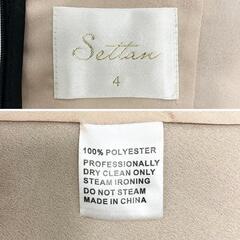 Settan
4
100% POLYESTER
PROFESSIONALLY
DRY CLEAN ONLY
STEAM IRONING
DO NOT STEAM
MADE IN CHINA